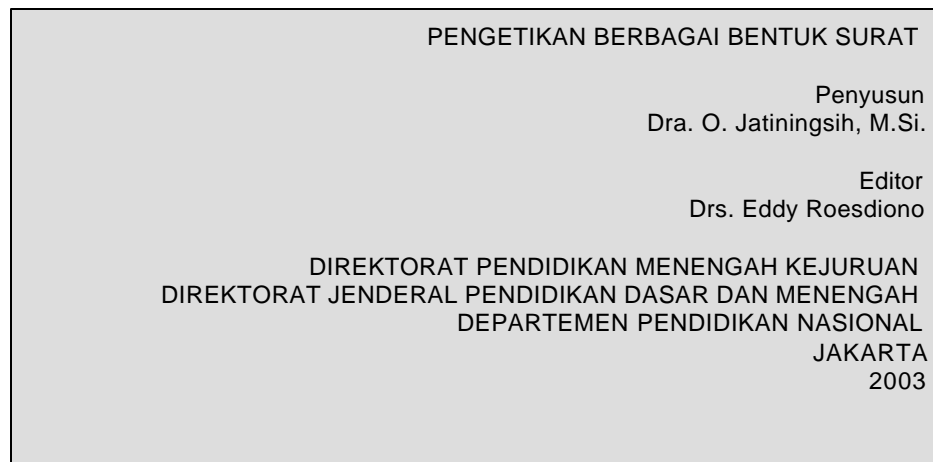 PENGETIKAN BERBAGAI BENTUK SURAT
Penyusun
Dra. O. Jatiningsih, M.Si.
Editor
Drs. Eddy Roesdiono
DIREKTORAT PENDIDIKAN MENENGAH KEJURUAN
DIREKTORAT JENDERAL PENDIDIKAN DASAR DAN MENENGAH
DEPARTEMEN PENDIDIKAN NASIONAL
JAKARTA
2003